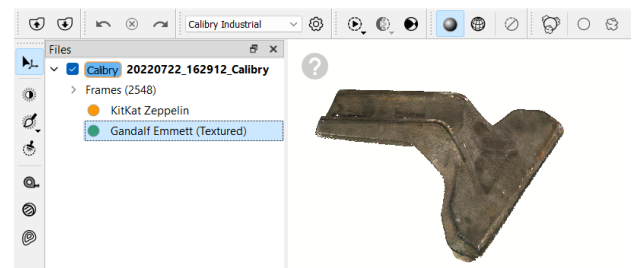 Calibry Industrial
Files
Calibry 20220722_162912_Calibry
Frames (2548)
KitKat Zeppelin
Gandalf Emmett (Textured)
?